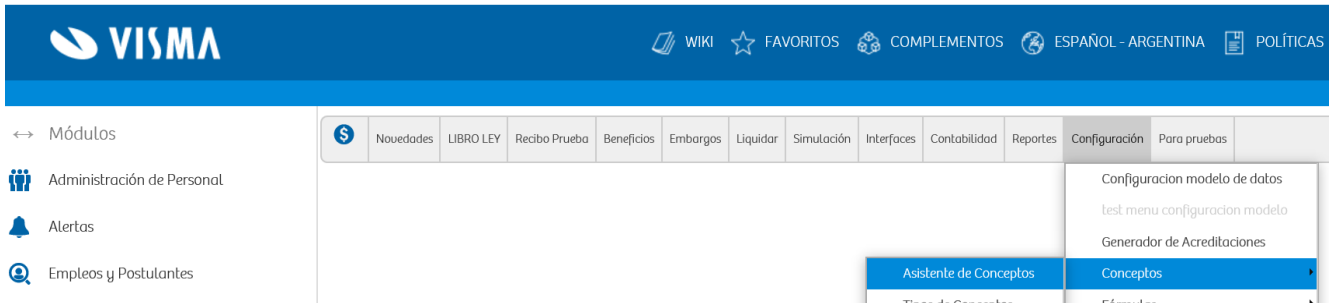 VISMA
WIKI FAVORITOS COMPLEMENTOS ESPAÑOL - ARGENTINA POLÍTICAS
Módulos
Novedades LIBRO LEY Recibo Prueba Beneficios Embargos Liquidar Simulación Interfaces Contabilidad Reportes Configuración Para pruebas
Administración de Personal
Configuracion modelo de datos
test menu configuracion modelo
Alertas
Generador de Acreditaciones
Empleos y Postulantes
Asistente de Conceptos
Conceptos